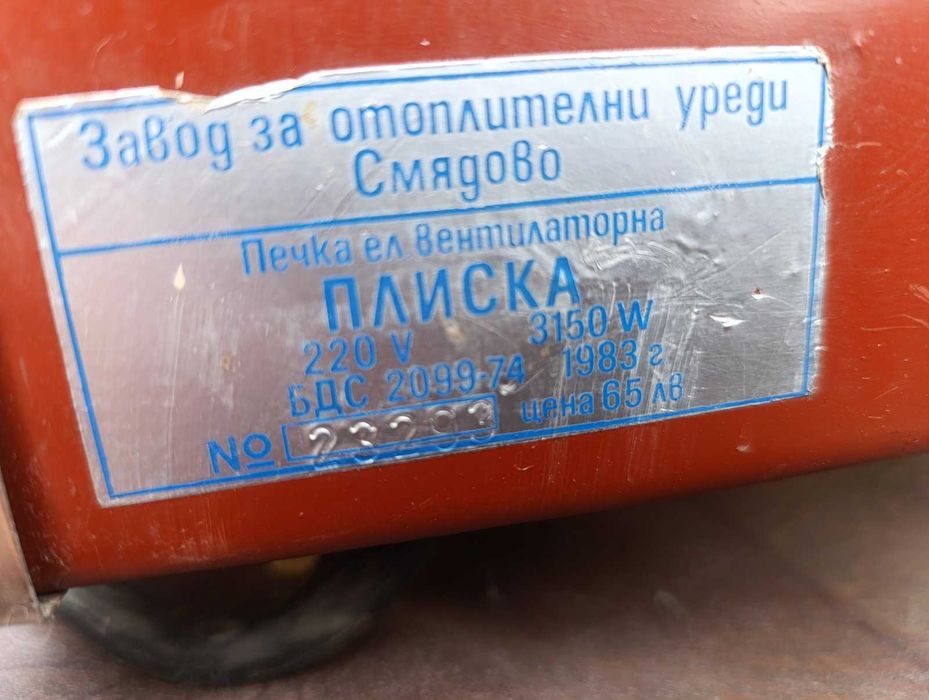 Завод за отоплителни уреди
Смядово
Печка ел. вентилаторна
ПЛИСКА
220 V 3150 W
БДС 2099-74 1983 г
№ 23293 цена 65 лв